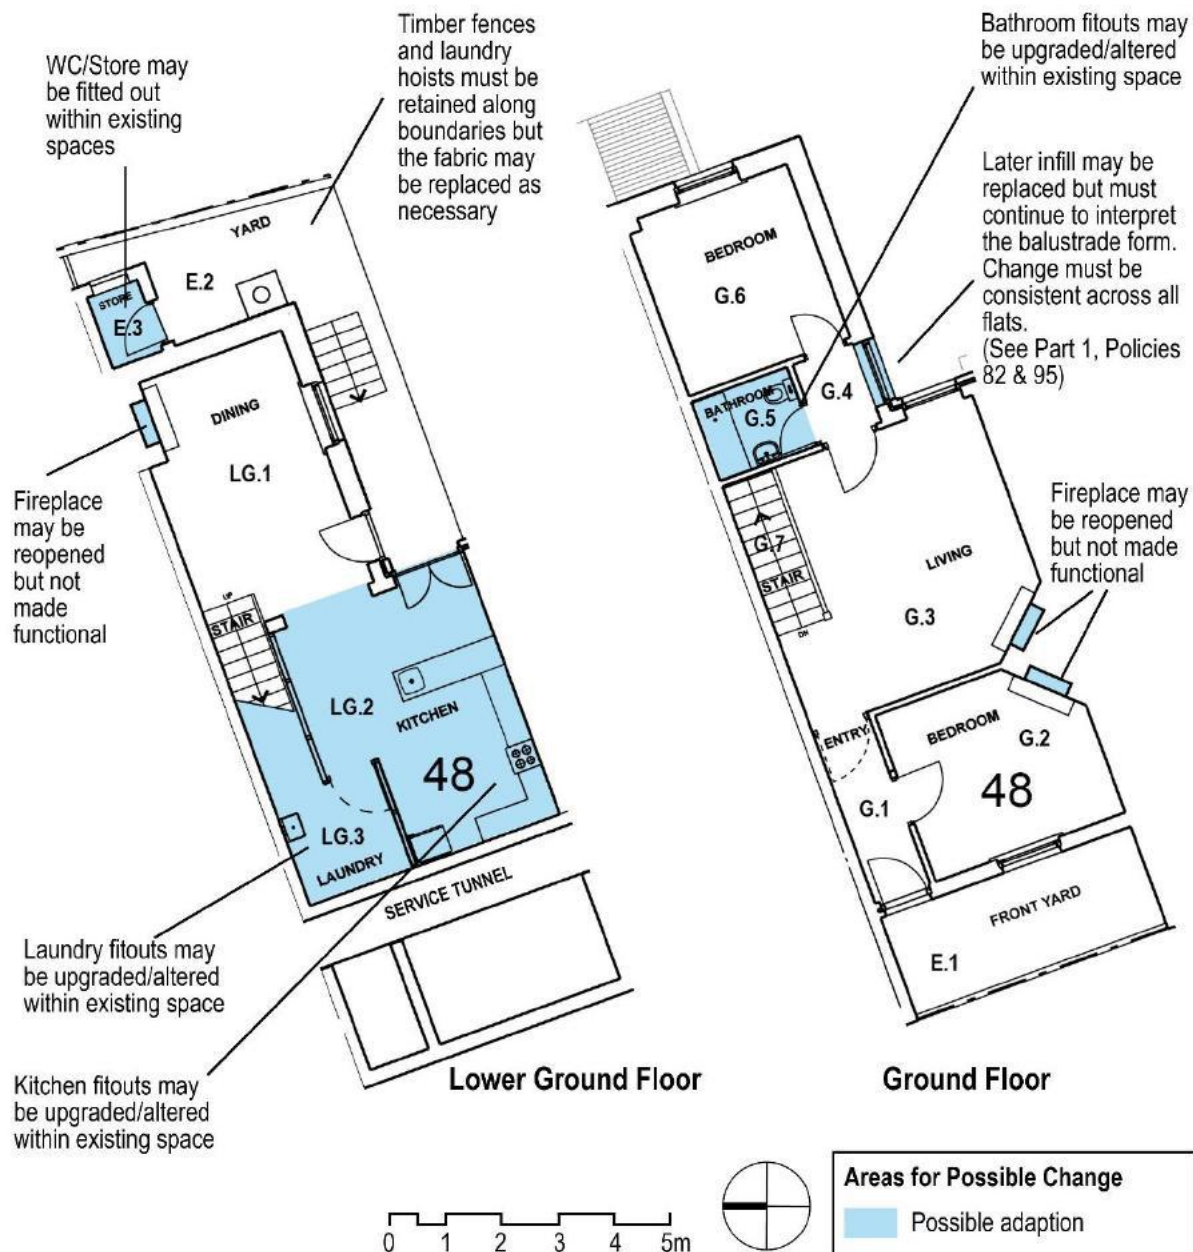 WC/Store may
be fitted out
within existing
spaces
Timber fences
and laundry
hoists must be
retained along
boundaries but
the fabric may
be replaced as
necessary
Bathroom fitouts may
be upgraded/altered
within existing space
Later infill may be
replaced but must
continue to interpret
the balustrade form.
Change must be
consistent across all
flats.
(See Part 1, Policies
82 & 95)
YARD
E.2
STORE
E.3
DINING
LG.1
Fireplace
may be
reopened
but not
made
functional
UP
STAIR
LG.2
KITCHEN
48
LG.3
LAUNDRY
SERVICE TUNNEL
Laundry fitouts may
be upgraded/altered
within existing space
Kitchen fitouts may
be upgraded/altered
within existing space
Lower Ground Floor
BEDROOM
G.6
BATHROOM
G.5
G.4
G.7
STAIR
DN
LIVING
G.3
Fireplace may
be reopened
but not made
functional
ENTRY
BEDROOM
G.2
48
G.1
FRONT YARD
E.1
Ground Floor
0 1 2 3 4 5m
Areas for Possible Change
Possible adaption